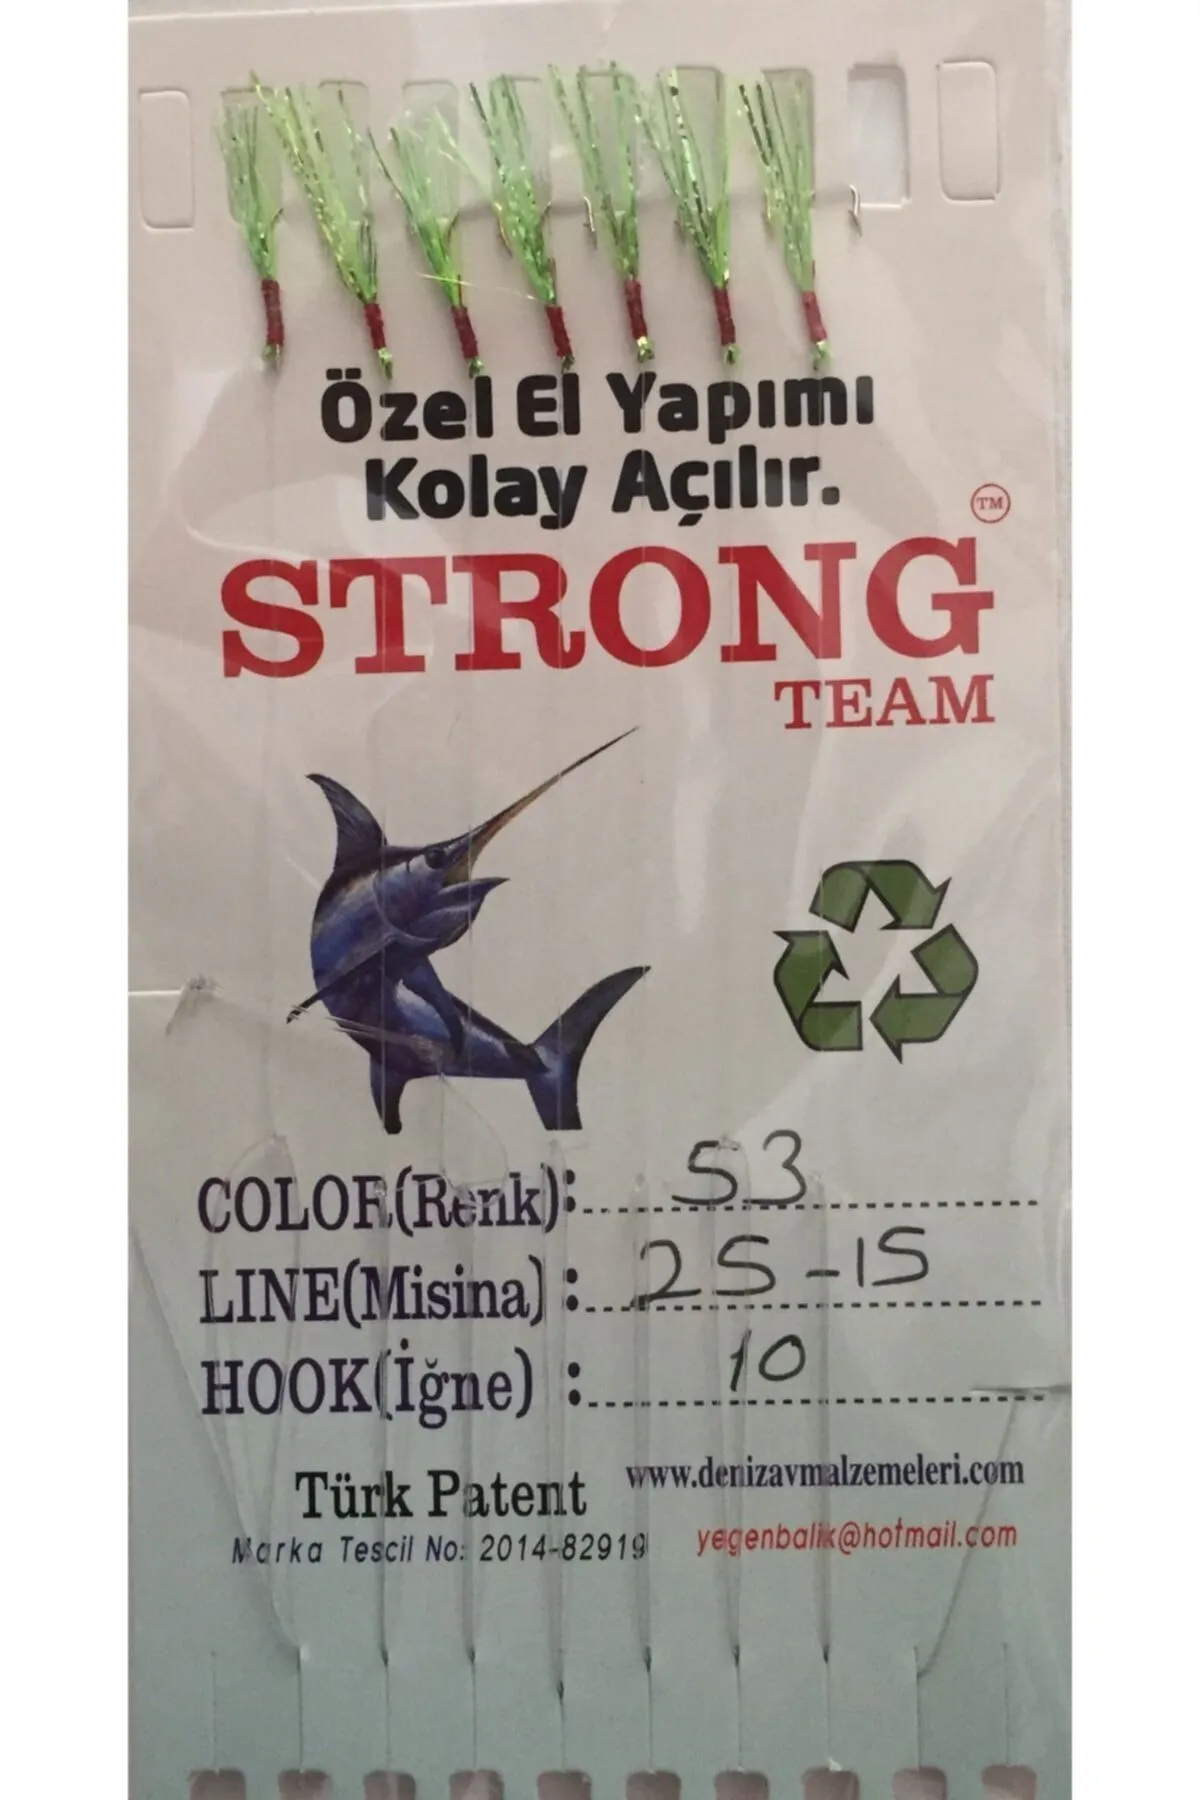 Özel El Yapımı
Kolay Açılır.
TM
STRONG
TEAM
COLOR(Renk): 53
LINE(Misina) : 25-15
HOOK(İğne) : 10
Türk Patent
Marka Tescil No: 2014-82919
www.denizavmalzemeleri.com
yegenbalik@hotmail.com